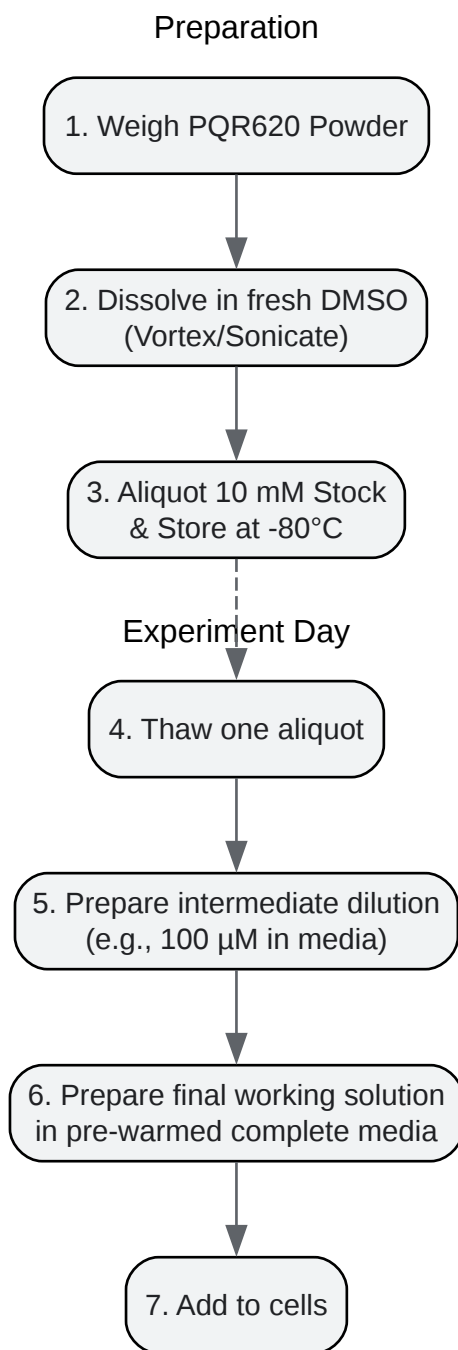 Preparation
1. Weigh PQR620 Powder
2. Dissolve in fresh DMSO
(Vortex/Sonicate)
3. Aliquot 10 mM Stock
& Store at -80°C
Experiment Day
4. Thaw one aliquot
5. Prepare intermediate dilution
(e.g., 100 µM in media)
6. Prepare final working solution
in pre-warmed complete media
7. Add to cells